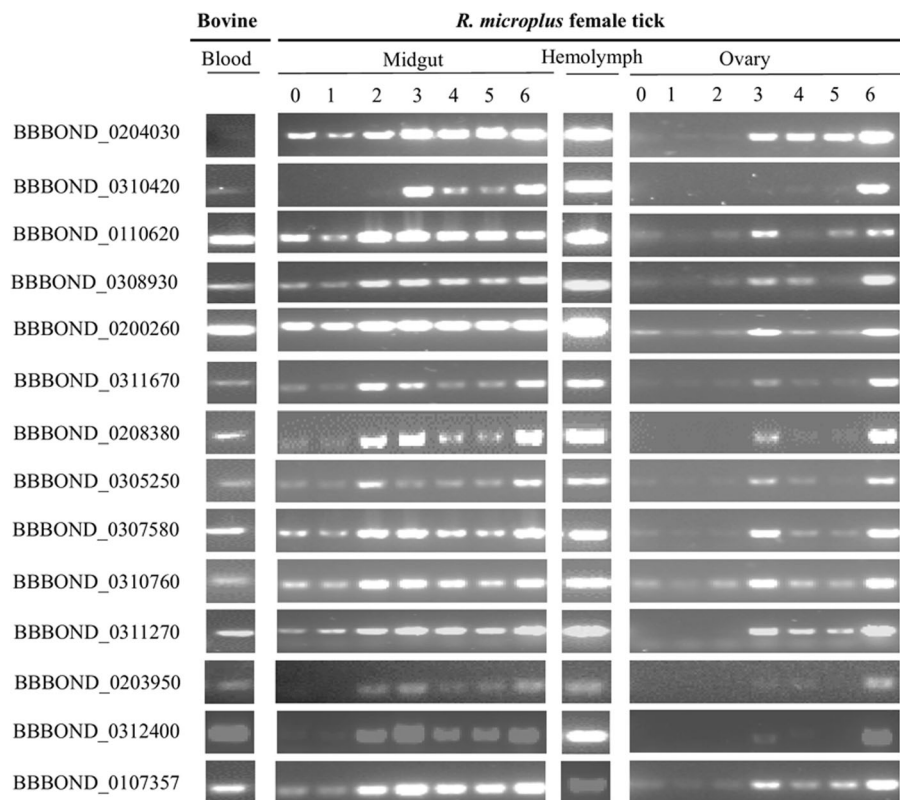 Bovine R. microplus female tick
Blood Midgut Hemolymph Ovary
0 1 2 3 4 5 6 0 1 2 3 4 5 6
BBBOND_0204030
BBBOND_0310420
BBBOND_0110620
BBBOND_0308930
BBBOND_0200260
BBBOND_0311670
BBBOND_0208380
BBBOND_0305250
BBBOND_0307580
BBBOND_0310760
BBBOND_0311270
BBBOND_0203950
BBBOND_0312400
BBBOND_0107357